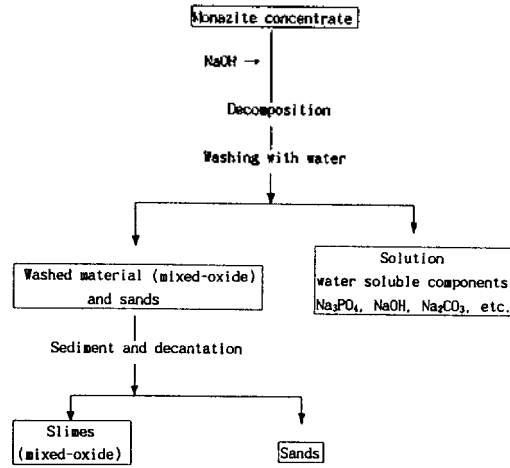 Monazite concentrate
NaOH →
Decomposition
Washing with water
Washed material (mixed-oxide)
and sands
Solution
water soluble components
Na₃PO₄, NaOH, Na₂CO₃, etc.
Sediment and decantation
Slimes
(mixed-oxide)
Sands